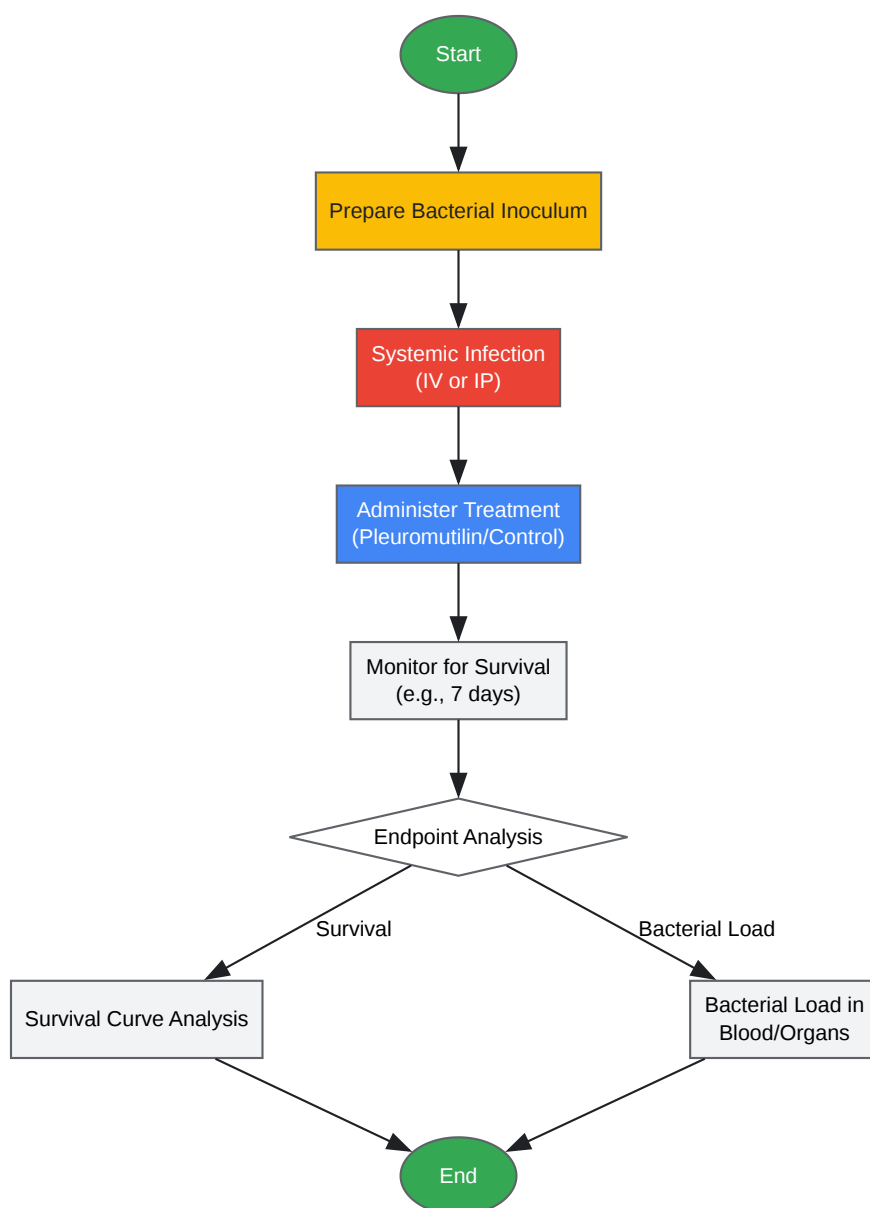 Start
Prepare Bacterial Inoculum
Systemic Infection
(IV or IP)
Administer Treatment
(Pleuromutilin/Control)
Monitor for Survival
(e.g., 7 days)
Endpoint Analysis
Survival
Bacterial Load
Survival Curve Analysis
Bacterial Load in
Blood/Organs
End